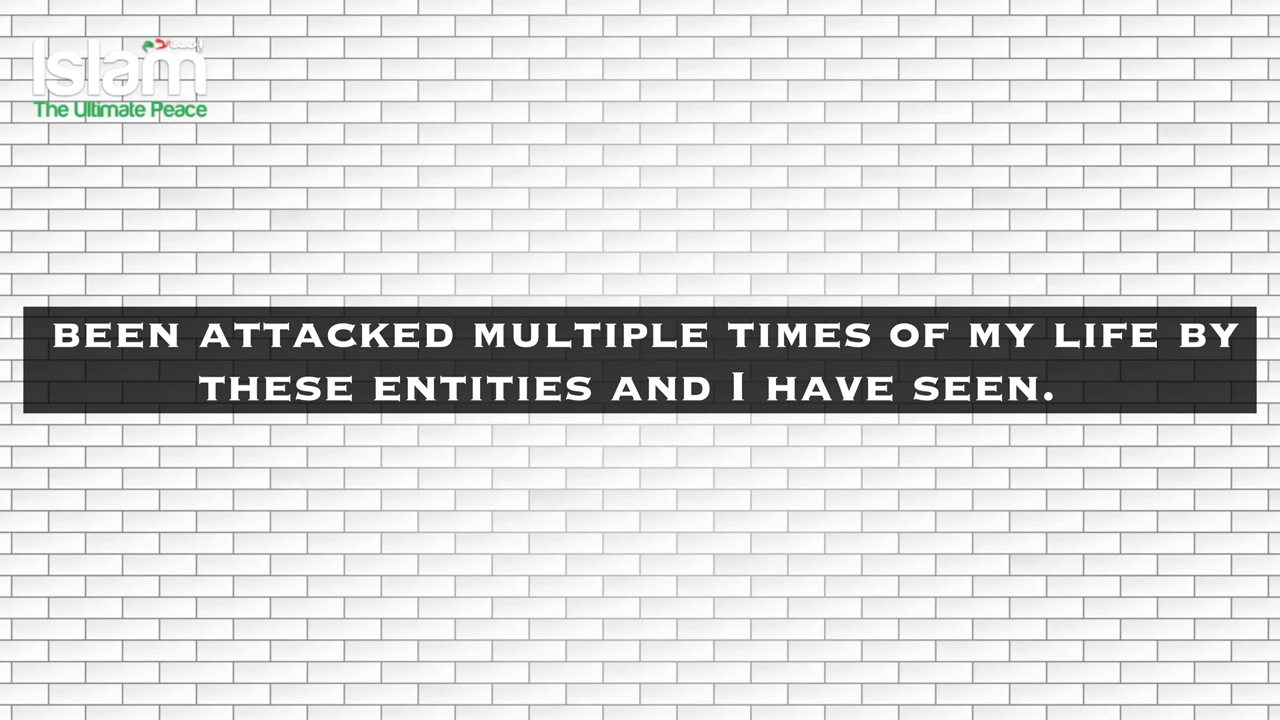 Islam
The Ultimate Peace
BEEN ATTACKED MULTIPLE TIMES OF MY LIFE BY
THESE ENTITIES AND I HAVE SEEN.